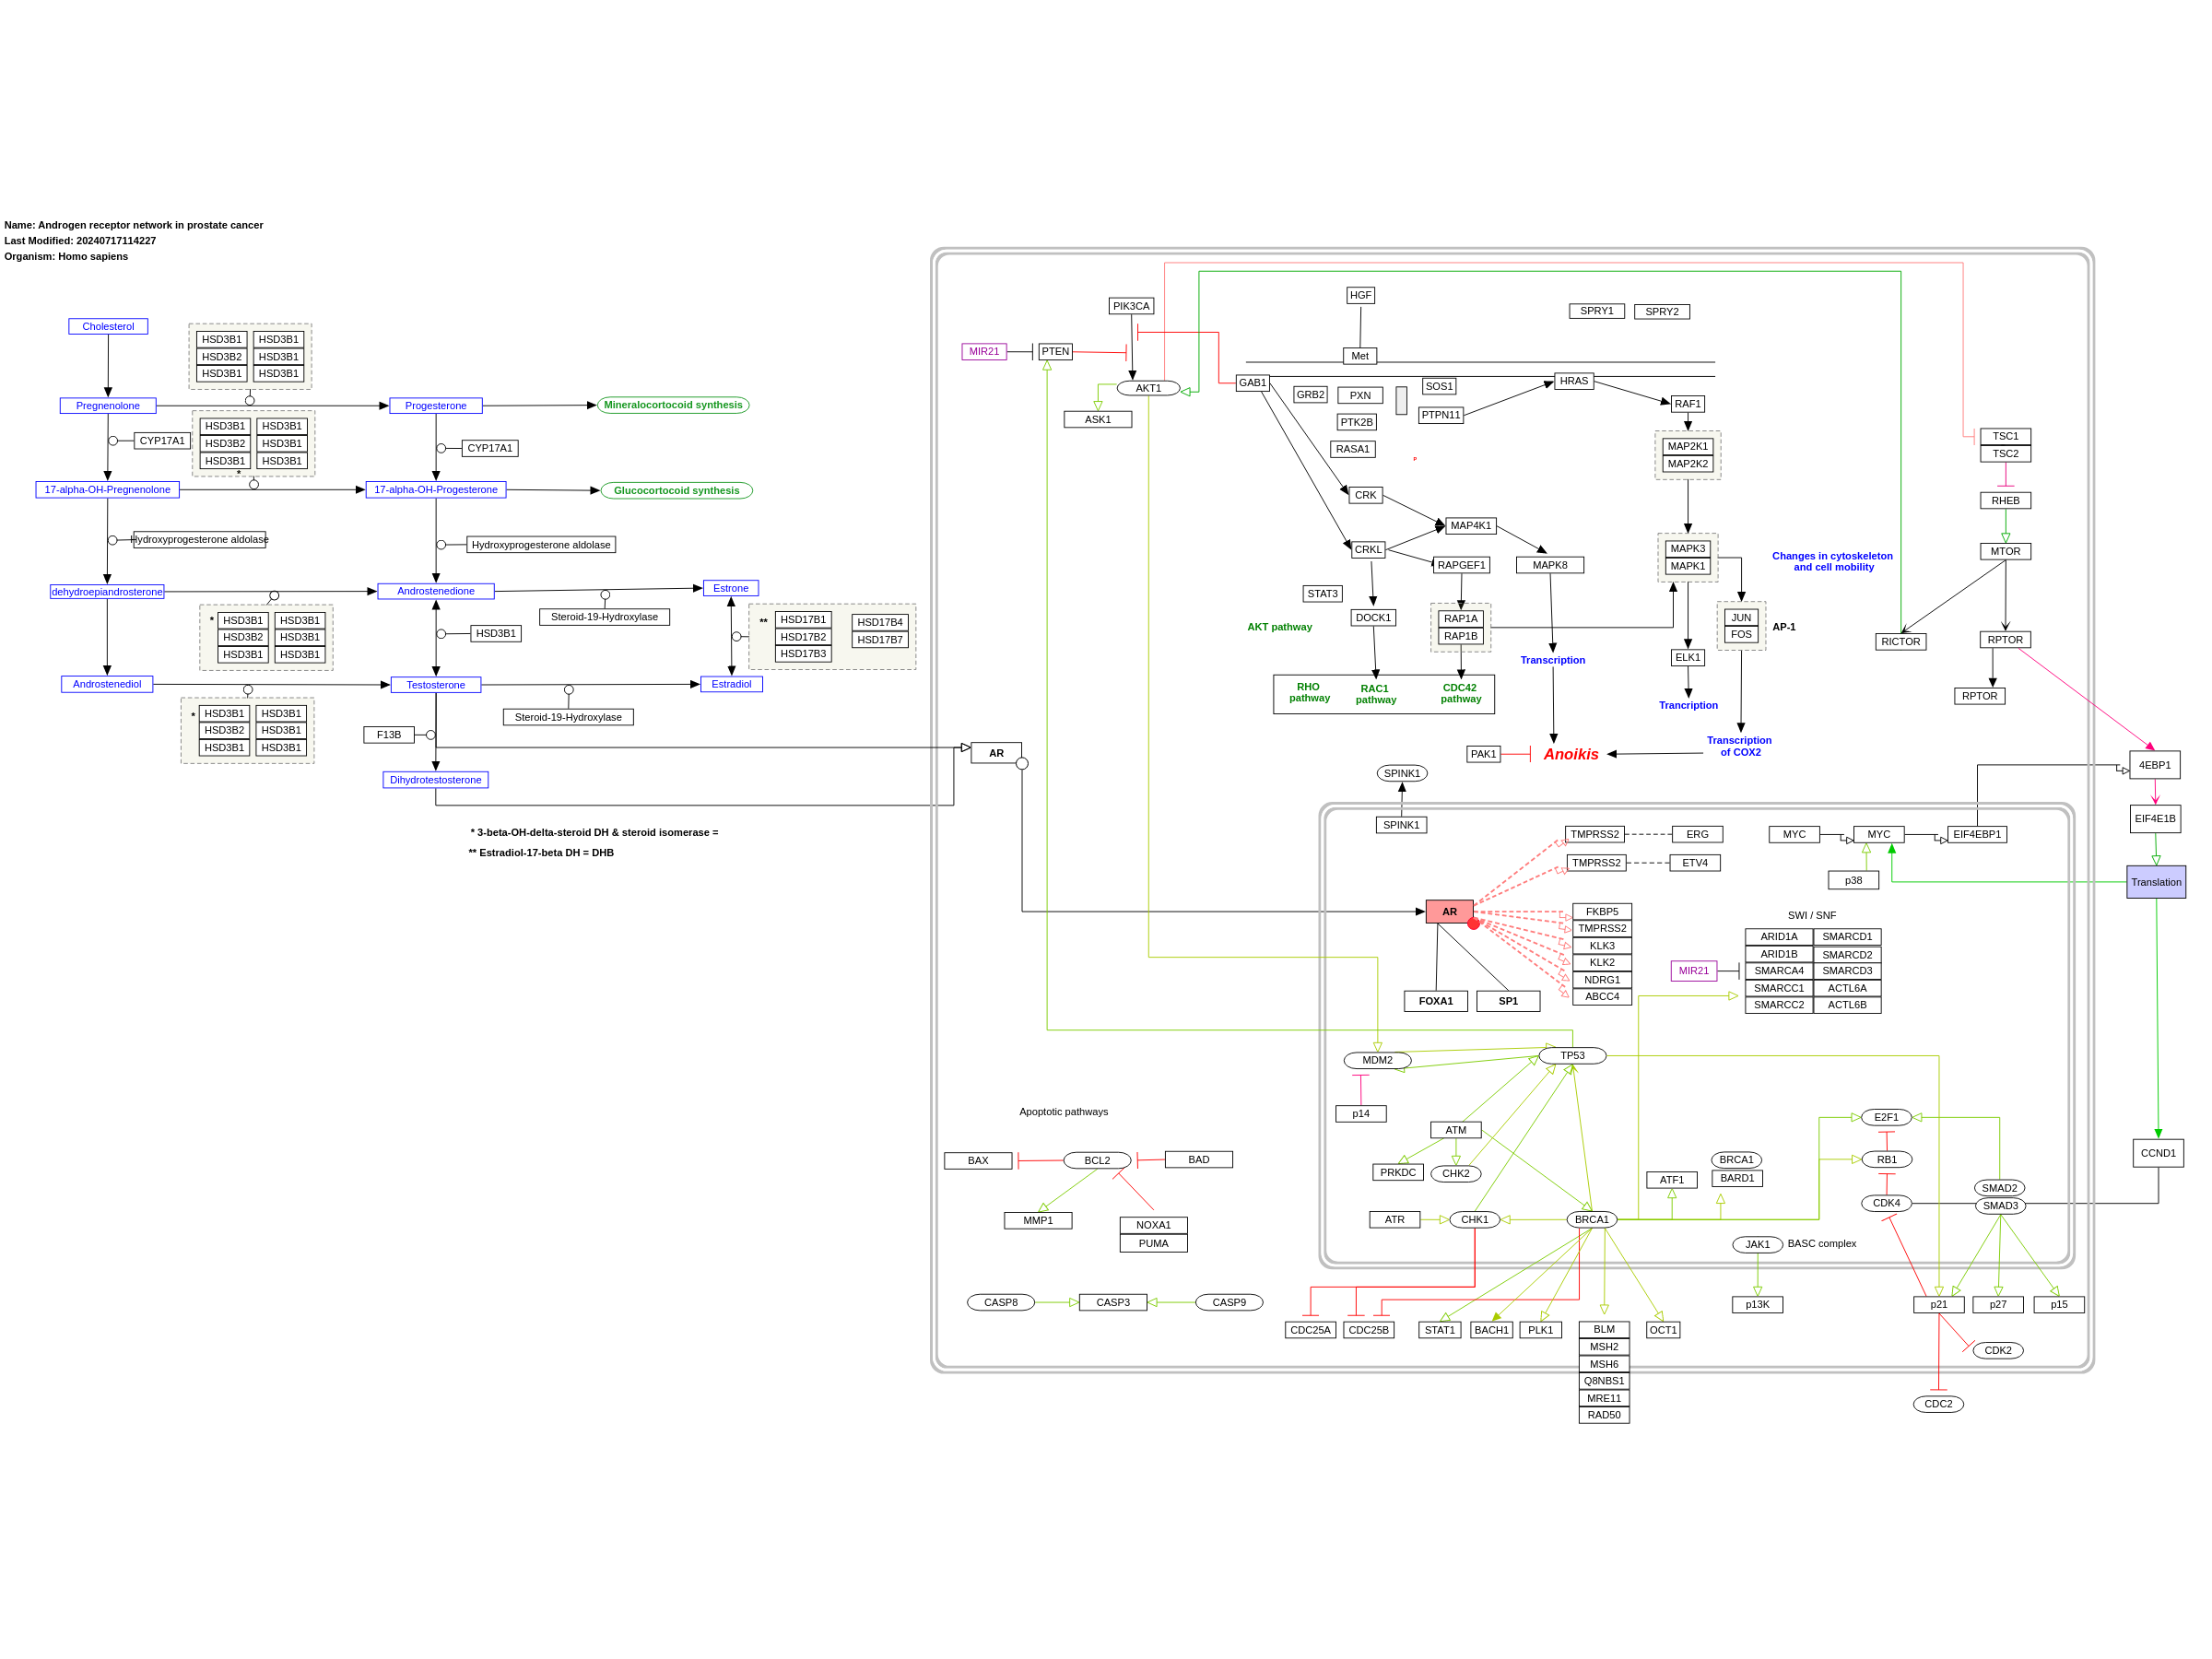 Name: Androgen receptor network in prostate cancer
Last Modified: 20240717114227
Organism: Homo sapiens
Cholesterol
HSD3B1 HSD3B1
HSD3B2 HSD3B1
HSD3B1 HSD3B1
Pregnenolone
Progesterone
Mineralocortocoid synthesis
CYP17A1
HSD3B1 HSD3B1
HSD3B2 HSD3B1
HSD3B1 HSD3B1
*
CYP17A1
17-alpha-OH-Pregnenolone
17-alpha-OH-Progesterone
Glucocortocoid synthesis
Hydroxyprogesterone aldolase
Hydroxyprogesterone aldolase
dehydroepiandrosterone
Androstenedione
Estrone
* HSD3B1 HSD3B1
HSD3B2 HSD3B1
HSD3B1 HSD3B1
HSD3B1
Steroid-19-Hydroxylase
** HSD17B1 HSD17B4
HSD17B2 HSD17B7
HSD17B3
Androstenediol
Testosterone
Estradiol
* HSD3B1 HSD3B1
HSD3B2 HSD3B1
HSD3B1 HSD3B1
Steroid-19-Hydroxylase
F13B
Dihydrotestosterone
* 3-beta-OH-delta-steroid DH & steroid isomerase =
** Estradiol-17-beta DH = DHB
PIK3CA
MIR21
PTEN
AKT1
ASK1
HGF
Met
SPRY1
SPRY2
GAB1
GRB2
PXN
SOS1
HRAS
PTK2B
PTPN11
RAF1
RASA1
P
MAP2K1
MAP2K2
CRK
MAP4K1
CRKL
RAPGEF1
MAPK8
MAPK3
MAPK1
Changes in cytoskeleton
and cell mobility
STAT3
DOCK1
RAP1A
RAP1B
JUN
FOS
AP-1
AKT pathway
Transcription
ELK1
RHO
pathway
RAC1
pathway
CDC42
pathway
Trancription
PAK1
Anoikis
Transcription
of COX2
TSC1
TSC2
RHEB
MTOR
RICTOR
RPTOR
RPTOR
4EBP1
EIF4E1B
Translation
CCND1
AR
SPINK1
SPINK1
TMPRSS2
ERG
TMPRSS2
ETV4
MYC
MYC
EIF4EBP1
p38
AR
FKBP5
TMPRSS2
KLK3
KLK2
NDRG1
ABCC4
FOXA1
SP1
SWI / SNF
MIR21
ARID1A SMARCD1
ARID1B SMARCD2
SMARCA4 SMARCD3
SMARCC1 ACTL6A
SMARCC2 ACTL6B
MDM2
TP53
p14
ATM
PRKDC
CHK2
ATR
CHK1
BRCA1
ATF1
BRCA1
BARD1
E2F1
RB1
CDK4
SMAD2
SMAD3
JAK1
BASC complex
Apoptotic pathways
BAX
BCL2
BAD
MMP1
NOXA1
PUMA
CASP8
CASP3
CASP9
CDC25A
CDC25B
STAT1
BACH1
PLK1
BLM
MSH2
MSH6
Q8NBS1
MRE11
RAD50
OCT1
p13K
p21
p27
p15
CDK2
CDC2